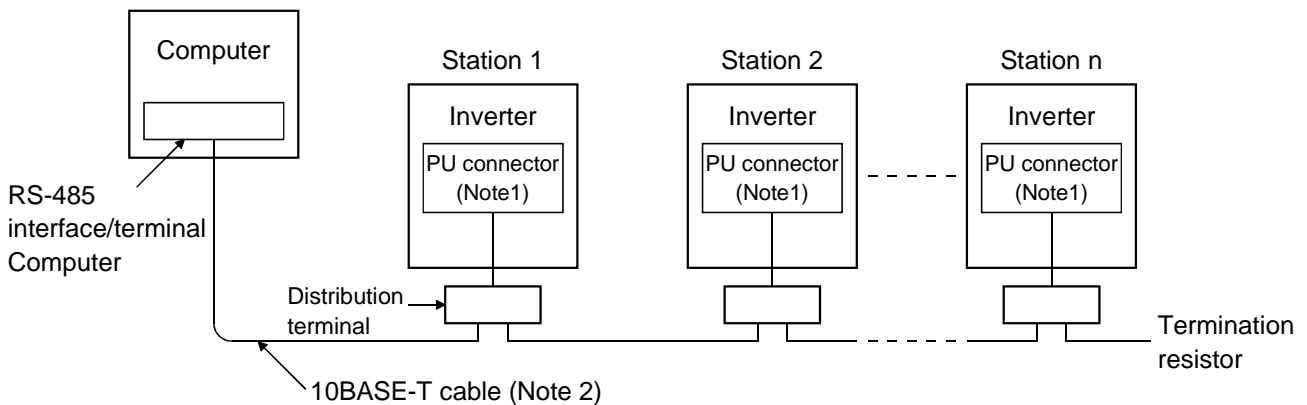 Computer
RS-485
interface/terminal
Computer
Station 1
Inverter
PU connector
(Note1)
Station 2
Inverter
PU connector
(Note1)
Station n
Inverter
PU connector
(Note1)
Distribution
terminal
10BASE-T cable (Note 2)
Termination
resistor